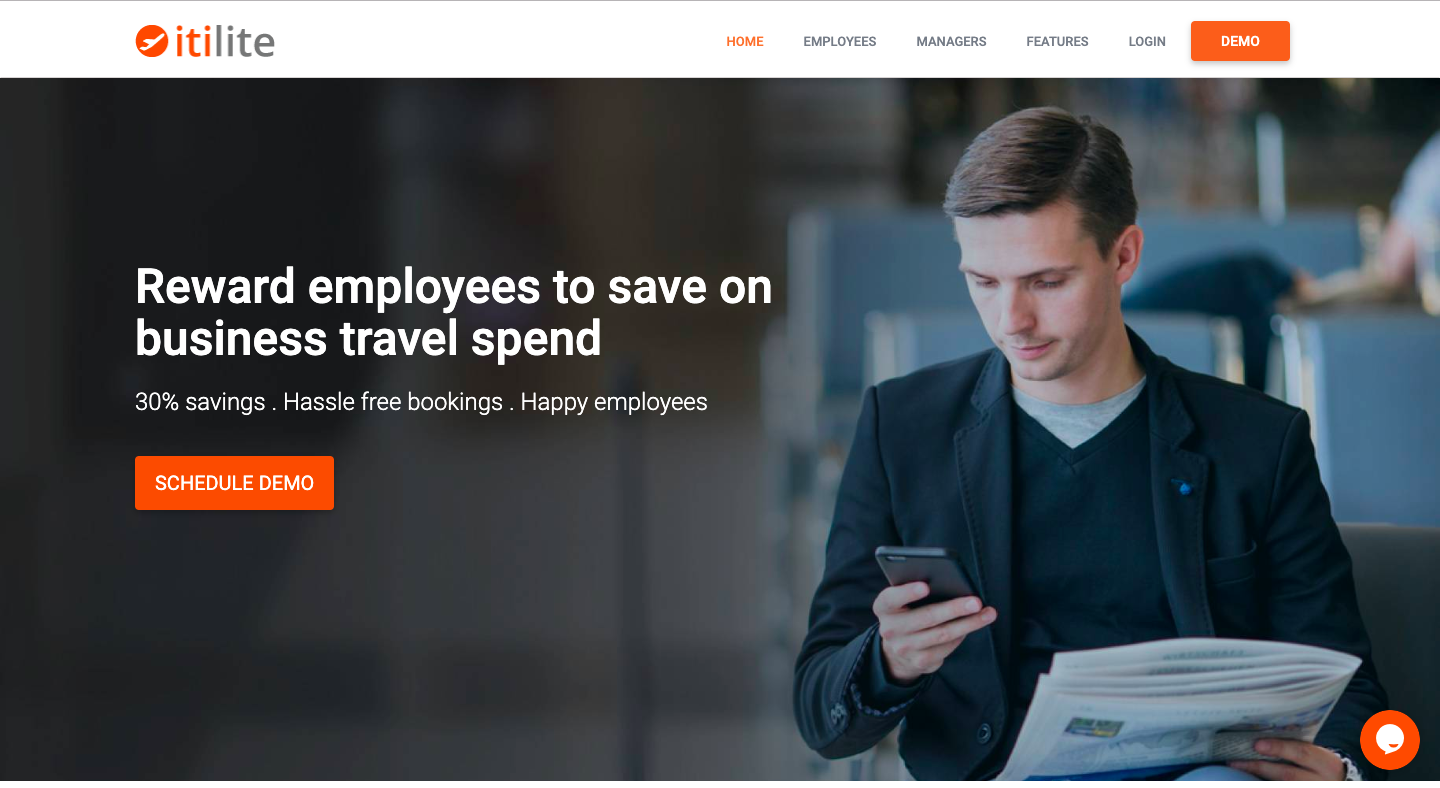 itilite
HOME EMPLOYEES MANAGERS FEATURES LOGIN DEMO
Reward employees to save on
business travel spend
30% savings . Hassle free bookings . Happy employees
SCHEDULE DEMO